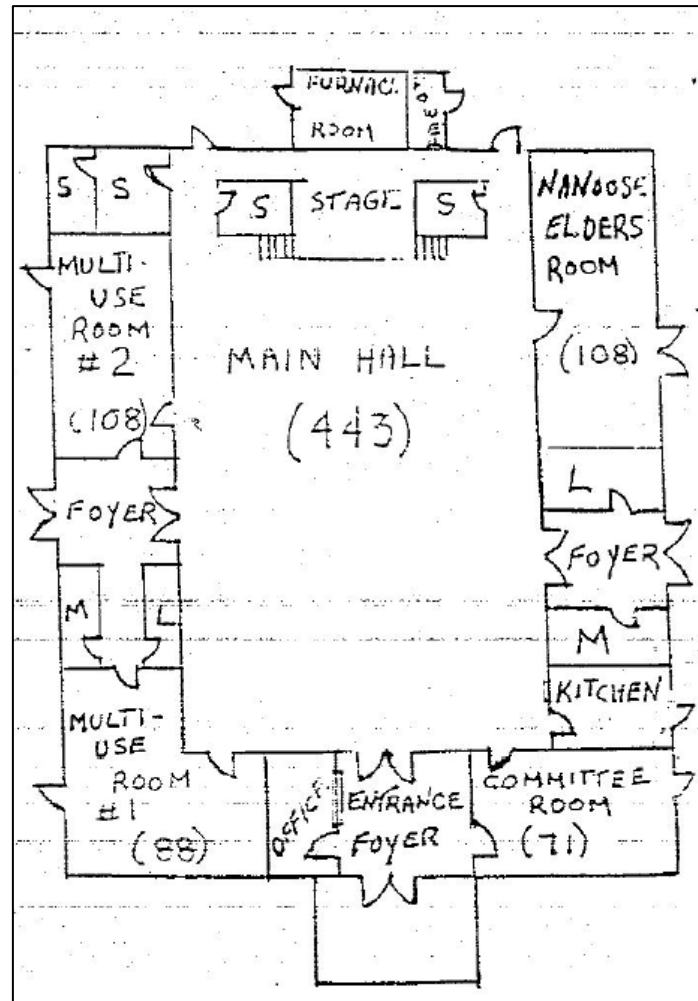 FURNAC
ROOM
S
S
S
STAGE
S
NANOOSE
ELDERS
ROOM
(108)
MULTI-
USE
ROOM
#2
(108)
MAIN HALL
(443)
FOYER
L
FOYER
M
L
M
KITCHEN
MULTI-
USE
ROOM
#1
(88)
OFFICE
ENTRANCE
FOYER
COMMITTEE
ROOM
(71)